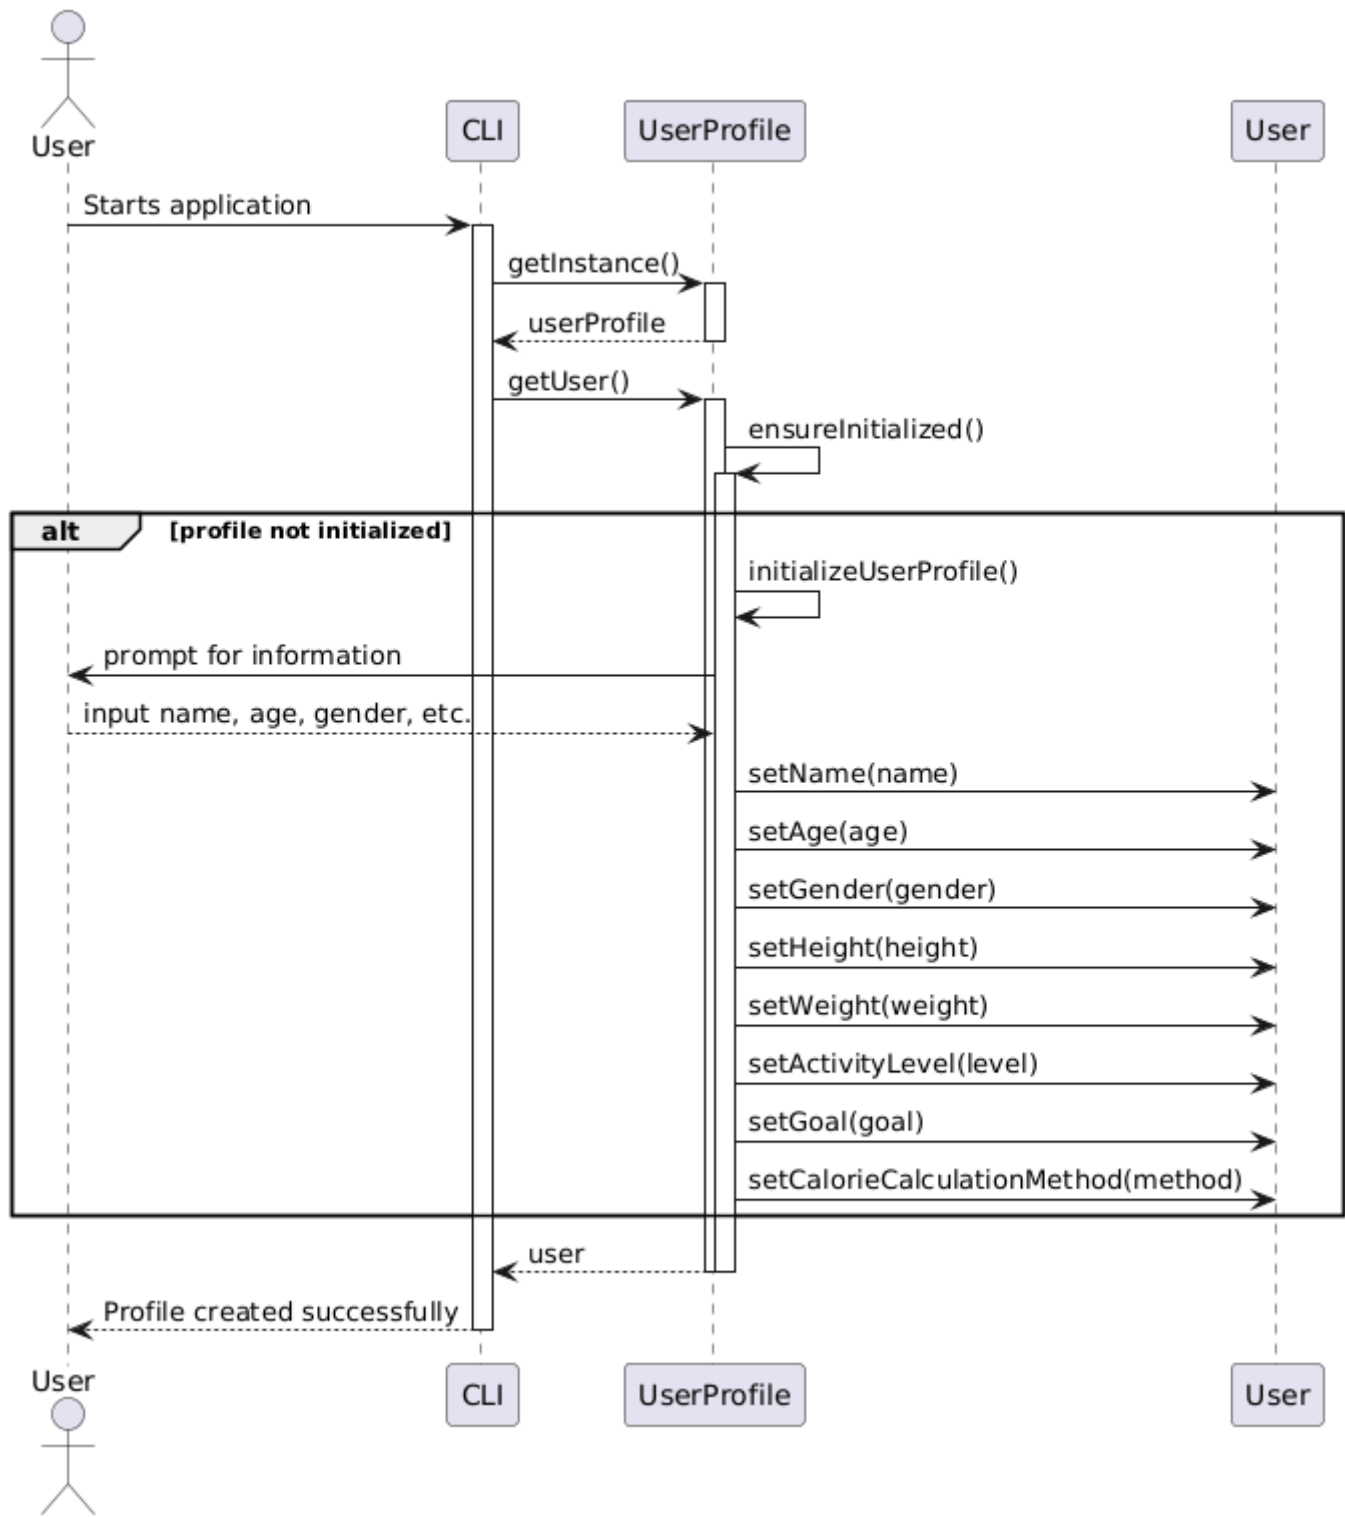 User
CLI
UserProfile
User
Starts application
getInstance()
userProfile
getUser()
ensureInitialized()
alt
[profile not initialized]
initializeUserProfile()
prompt for information
input name, age, gender, etc.
setName(name)
setAge(age)
setGender(gender)
setHeight(height)
setWeight(weight)
setActivityLevel(level)
setGoal(goal)
setCalorieCalculationMethod(method)
user
Profile created successfully
User
CLI
UserProfile
User